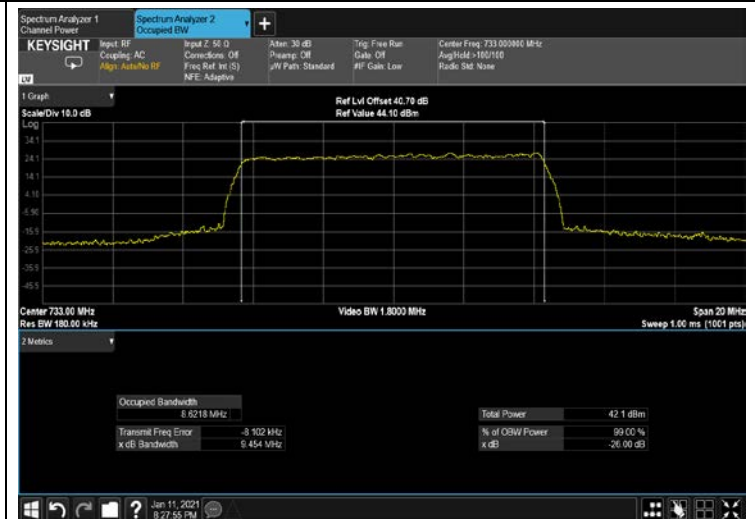 Spectrum Analyzer 1
Channel Power
Spectrum Analyzer 2
Occupied BW
+
KEYSIGHT
Input: RF
Coupling: AC
Align: Auto/No RF
Input Z: 50 Ω
Corrections: Off
Freq Ref: Int (S)
NFE: Adaptive
Atten: 30 dB
Preamp: Off
µW Path: Standard
Trig: Free Run
Gate: Off
#IF Gain: Low
Center Freq: 733.000000 MHz
Avg|Hold:>100/100
Radio Std: None
1 Graph
Scale/Div 10.0 dB
Ref Lvl Offset 40.70 dB
Ref Value 44.10 dBm
Log
34.1
24.1
14.1
4.10
-5.90
-15.9
-25.9
-35.9
-45.9
Center 733.00 MHz
Res BW 180.00 kHz
Video BW 1.8000 MHz
Span 20 MHz
Sweep 1.00 ms (1001 pts)
2 Metrics
Occupied Bandwidth
8.6218 MHz
Transmit Freq Error -8.102 kHz
x dB Bandwidth 9.454 MHz
Total Power 42.1 dBm
% of OBW Power 99.00 %
x dB -26.00 dB
?
Jan 11, 2021
8:27:55 PM